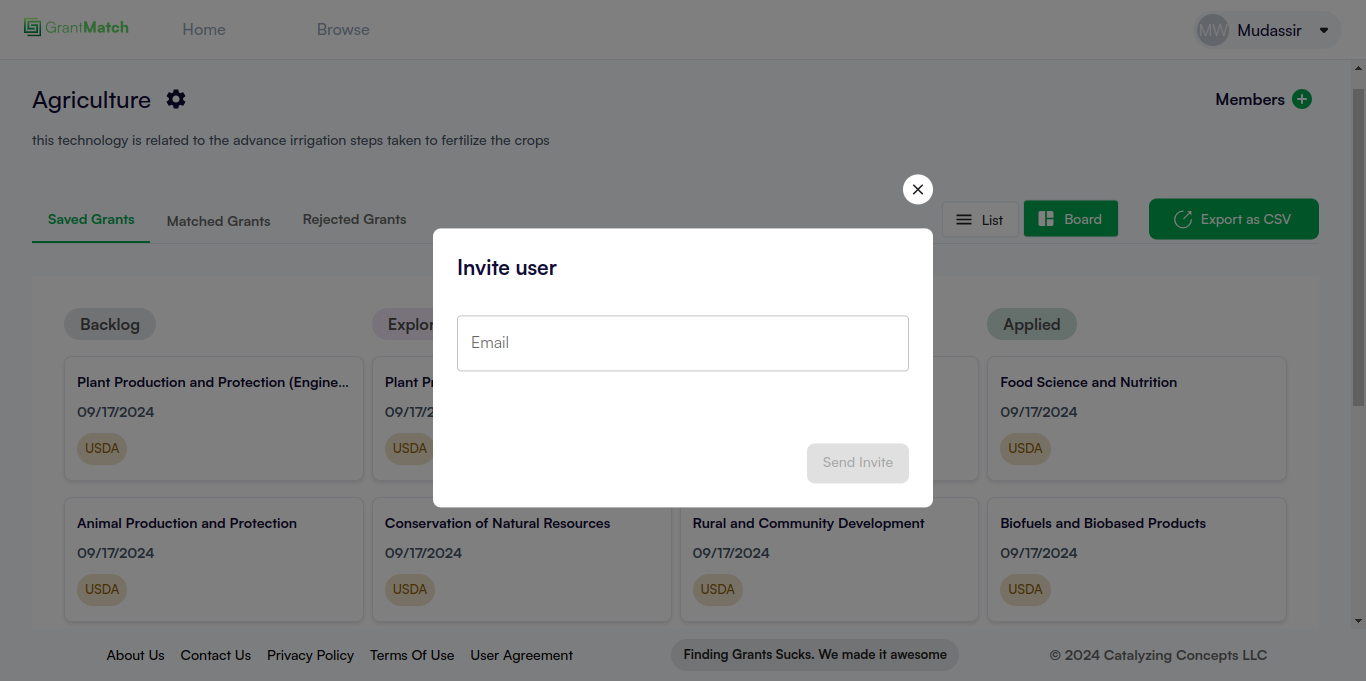 GrantMatch
Home
Browse
MW
Mudassir
Agriculture
Members
this technology is related to the advance irrigation steps taken to fertilize the crops
Saved Grants
Matched Grants
Rejected Grants
List
Board
Export as CSV
Invite user
Email
Send Invite
Backlog
Explor
Applied
Plant Production and Protection (Engine...
09/17/2024
USDA
Plant Pr
09/17/2
USDA
Food Science and Nutrition
09/17/2024
USDA
Animal Production and Protection
09/17/2024
USDA
Conservation of Natural Resources
09/17/2024
USDA
Rural and Community Development
09/17/2024
USDA
Biofuels and Biobased Products
09/17/2024
USDA
About Us
Contact Us
Privacy Policy
Terms Of Use
User Agreement
Finding Grants Sucks. We made it awesome
© 2024 Catalyzing Concepts LLC